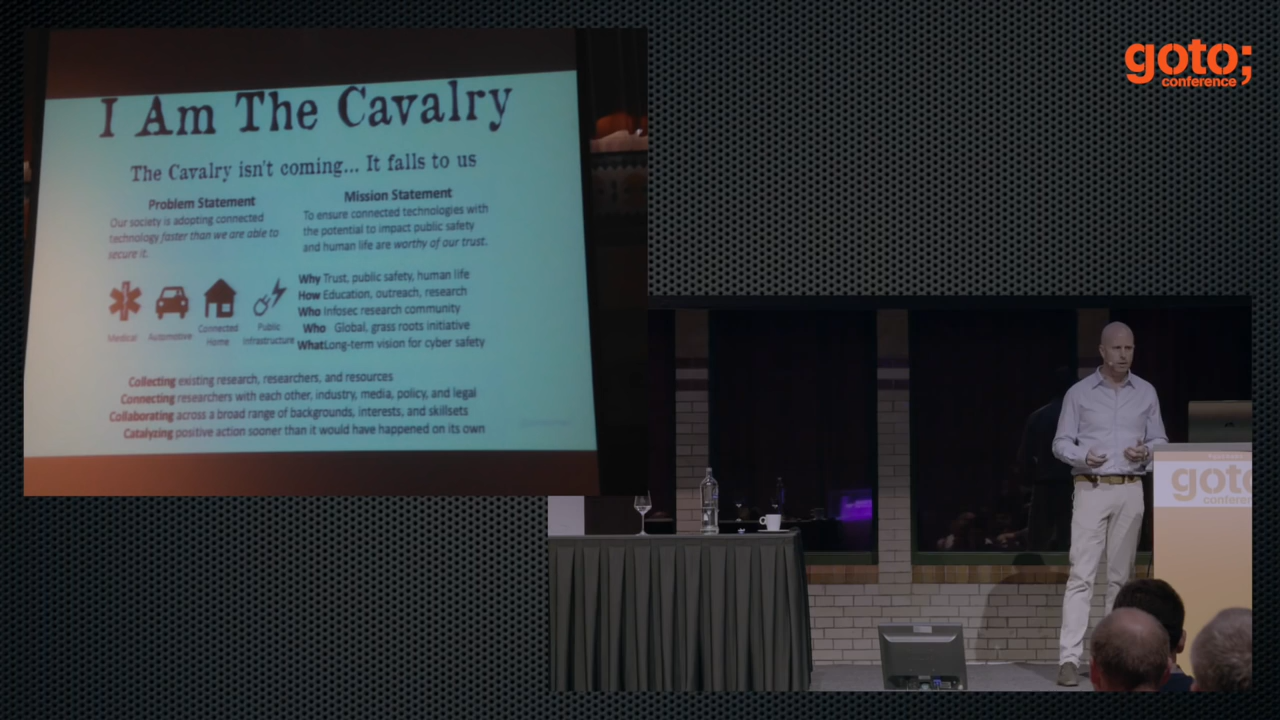 I Am The Cavalry
The Cavalry isn't coming... It falls to us
Problem Statement
Our society is adopting connected
technology faster than we are able to
secure it.
Mission Statement
To ensure connected technologies with
the potential to impact public safety
and human life are worthy of our trust.
Medical
Automotive
Connected
Home
Public
Infrastructure
Why Trust, public safety, human life
How Education, outreach, research
Who Infosec research community
Who Global, grass roots initiative
What Long-term vision for cyber safety
Collecting existing research, researchers, and resources
Connecting researchers with each other, industry, media, policy, and legal
Collaborating across a broad range of backgrounds, interests, and skillsets
Catalyzing positive action sooner than it would have happened on its own
goto;
conference
goto
conferen